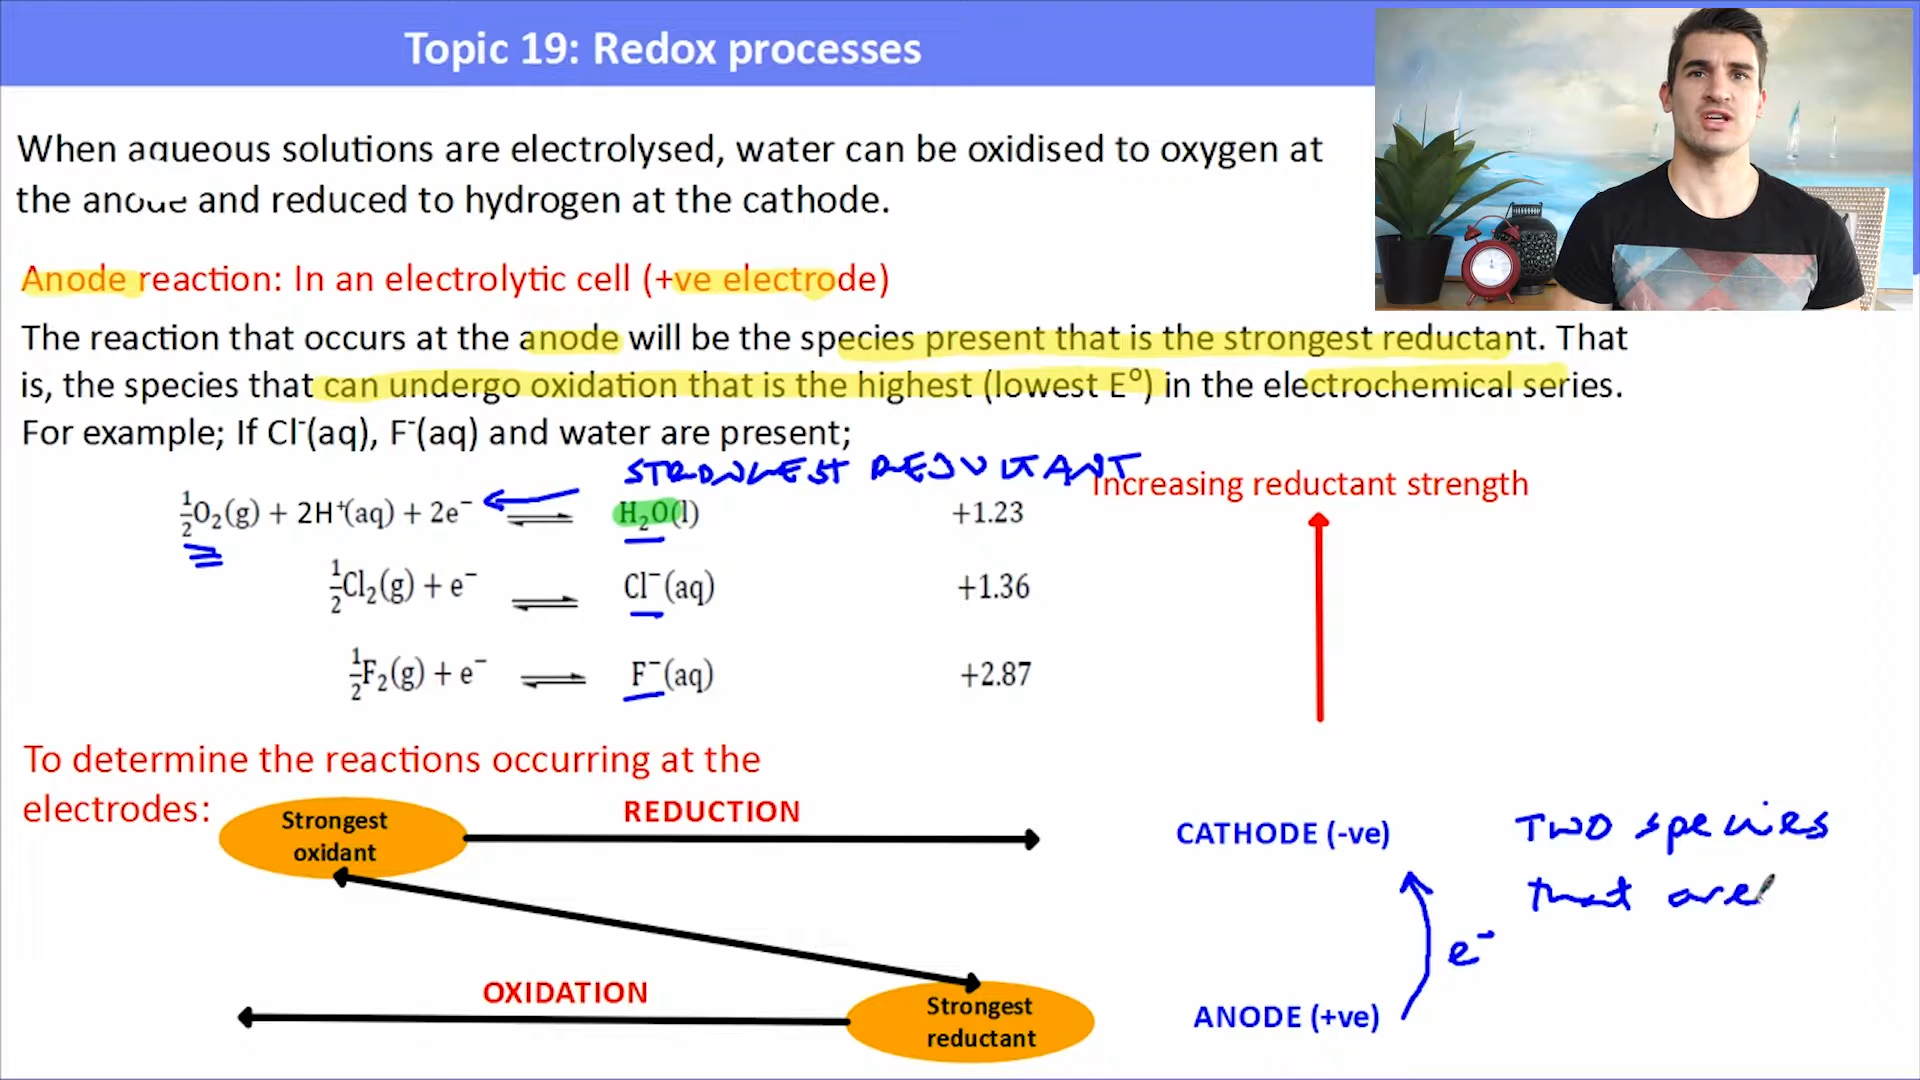 Topic 19: Redox processes
When aqueous solutions are electrolysed, water can be oxidised to oxygen at
the anode and reduced to hydrogen at the cathode.
Anode reaction: In an electrolytic cell (+ve electrode)
The reaction that occurs at the anode will be the species present that is the strongest reductant. That
is, the species that can undergo oxidation that is the highest (lowest E°) in the electrochemical series.
For example; If Cl⁻(aq), F⁻(aq) and water are present;
STRONGEST REDUCTANT
Increasing reductant strength
½O₂(g) + 2H⁺(aq) + 2e⁻ ⇌ H₂O(l) +1.23
½Cl₂(g) + e⁻ ⇌ Cl⁻(aq) +1.36
½F₂(g) + e⁻ ⇌ F⁻(aq) +2.87
To determine the reactions occurring at the
electrodes:
Strongest
oxidant
REDUCTION
CATHODE (-ve)
TWO species
that are
e⁻
OXIDATION
Strongest
reductant
ANODE (+ve)